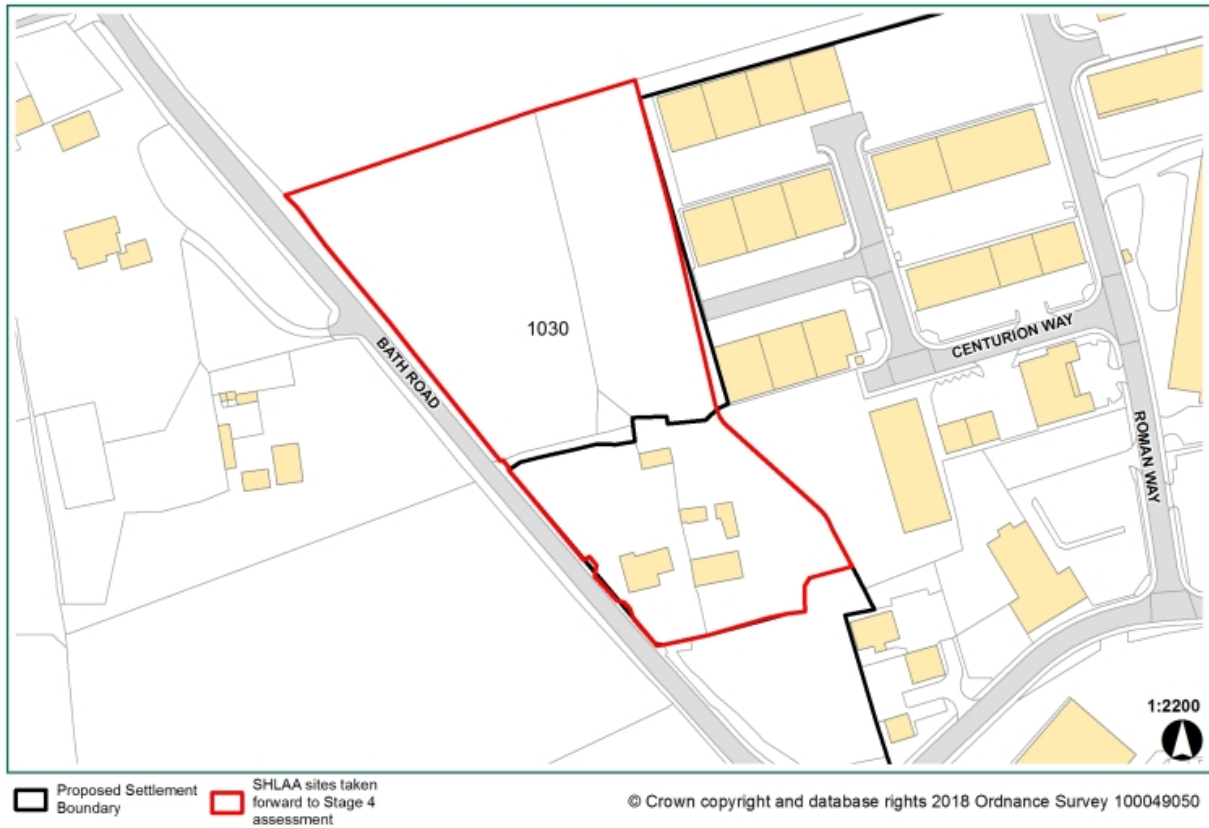 1030
BATH ROAD
CENTURION WAY
ROMAN WAY
1:2200
Proposed Settlement
Boundary
SHLAA sites taken
forward to Stage 4
assessment
© Crown copyright and database rights 2018 Ordnance Survey 100049050